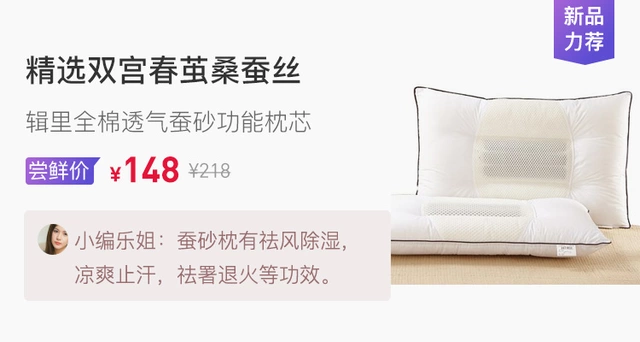 新品
力荐
精选双宫春茧桑蚕丝
辑里全棉透气蚕砂功能枕芯
尝鲜价 ¥148 ¥218
小编乐姐：蚕砂枕有祛风除湿，
凉爽止汗，祛署退火等功效。